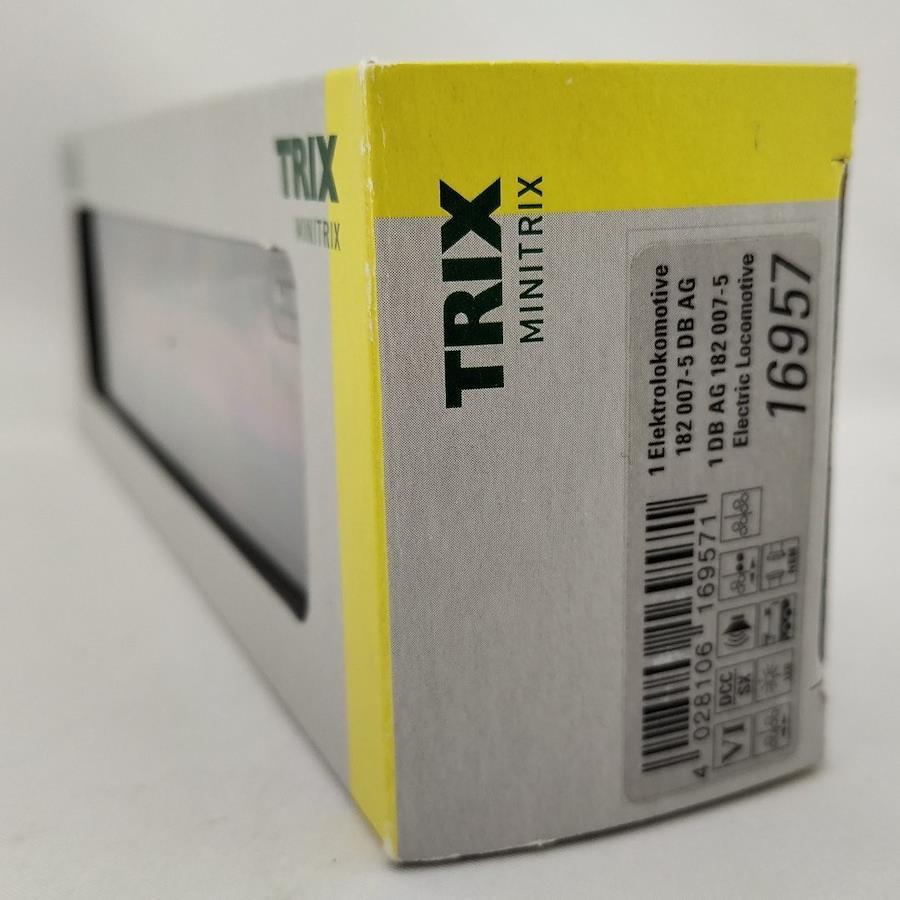 TRIX
MINITRIX
TRIX
MINITRIX
1 Elektrolokomotive
182 007-5 DB AG
1 DB AG 182 007-5
Electric Locomotive
16957
4 028106 169571
VI
DCC
SX